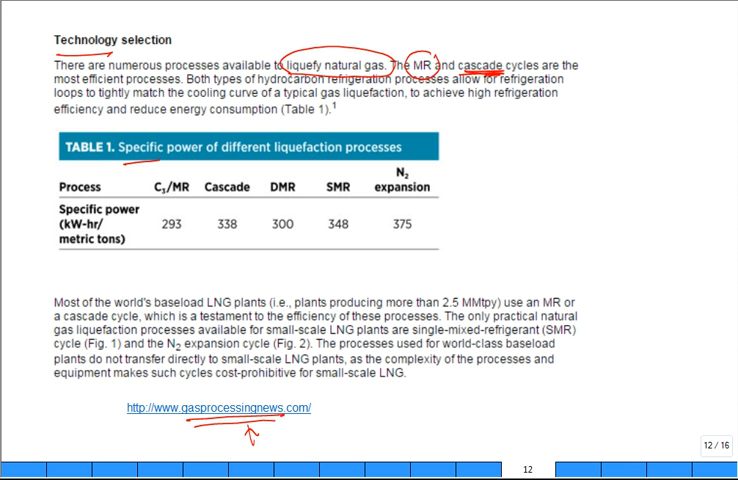 Technology selection
There are numerous processes available to liquefy natural gas. The MR and cascade cycles are the
most efficient processes. Both types of hydrocarbon refrigeration processes allow for refrigeration
loops to tightly match the cooling curve of a typical gas liquefaction, to achieve high refrigeration
efficiency and reduce energy consumption (Table 1).1
TABLE 1. Specific power of different liquefaction processes
Process C3/MR Cascade DMR SMR N2 expansion
Specific power (kW-hr/ metric tons) 293 338 300 348 375
Most of the world's baseload LNG plants (i.e., plants producing more than 2.5 MMtpy) use an MR or
a cascade cycle, which is a testament to the efficiency of these processes. The only practical natural
gas liquefaction processes available for small-scale LNG plants are single-mixed-refrigerant (SMR)
cycle (Fig. 1) and the N2 expansion cycle (Fig. 2). The processes used for world-class baseload
plants do not transfer directly to small-scale LNG plants, as the complexity of the processes and
equipment makes such cycles cost-prohibitive for small-scale LNG.
http://www.gasprocessingnews.com/
12 / 16
12